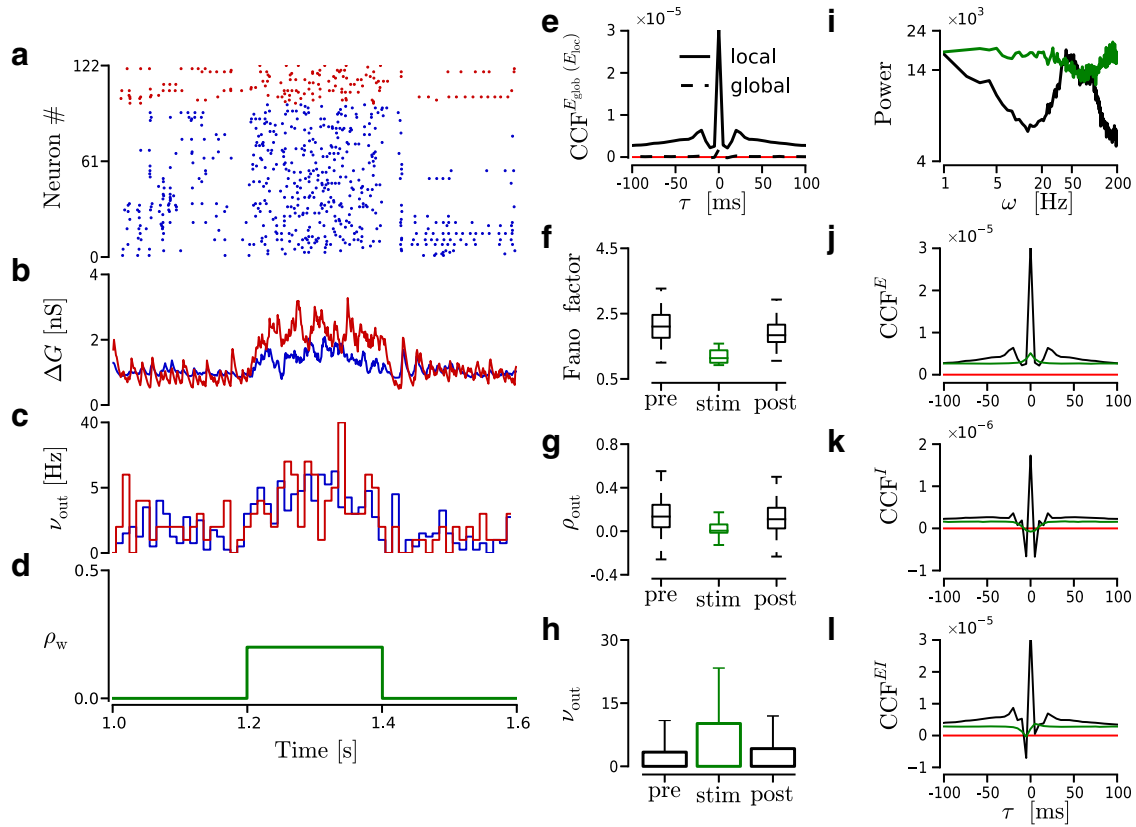 a
122
61
0
Neuron #
b
4
2
0
ΔG [nS]
c
40
5
0
ν_out [Hz]
d
0.5
0.0
ρ_w
1.0 1.2 1.4 1.6
Time [s]
e
×10⁻⁵
3
2
1
0
CCF^{E_glob (E_loc)}
local
global
-100 -50 0 50 100
τ [ms]
f
4.5
2.5
0.5
Fano factor
pre stim post
g
0.8
0.4
0.0
-0.4
ρ_out
pre stim post
h
30
15
0
ν_out
pre stim post
i
×10³
24
14
4
Power
1 5 20 50 200
ω [Hz]
j
×10⁻⁵
3
2
1
0
CCF^E
-100 -50 0 50 100
k
×10⁻⁶
2
1
0
−1
CCF^I
-100 -50 0 50 100
l
×10⁻⁵
3
2
1
0
−1
CCF^{EI}
-100 -50 0 50 100
τ [ms]